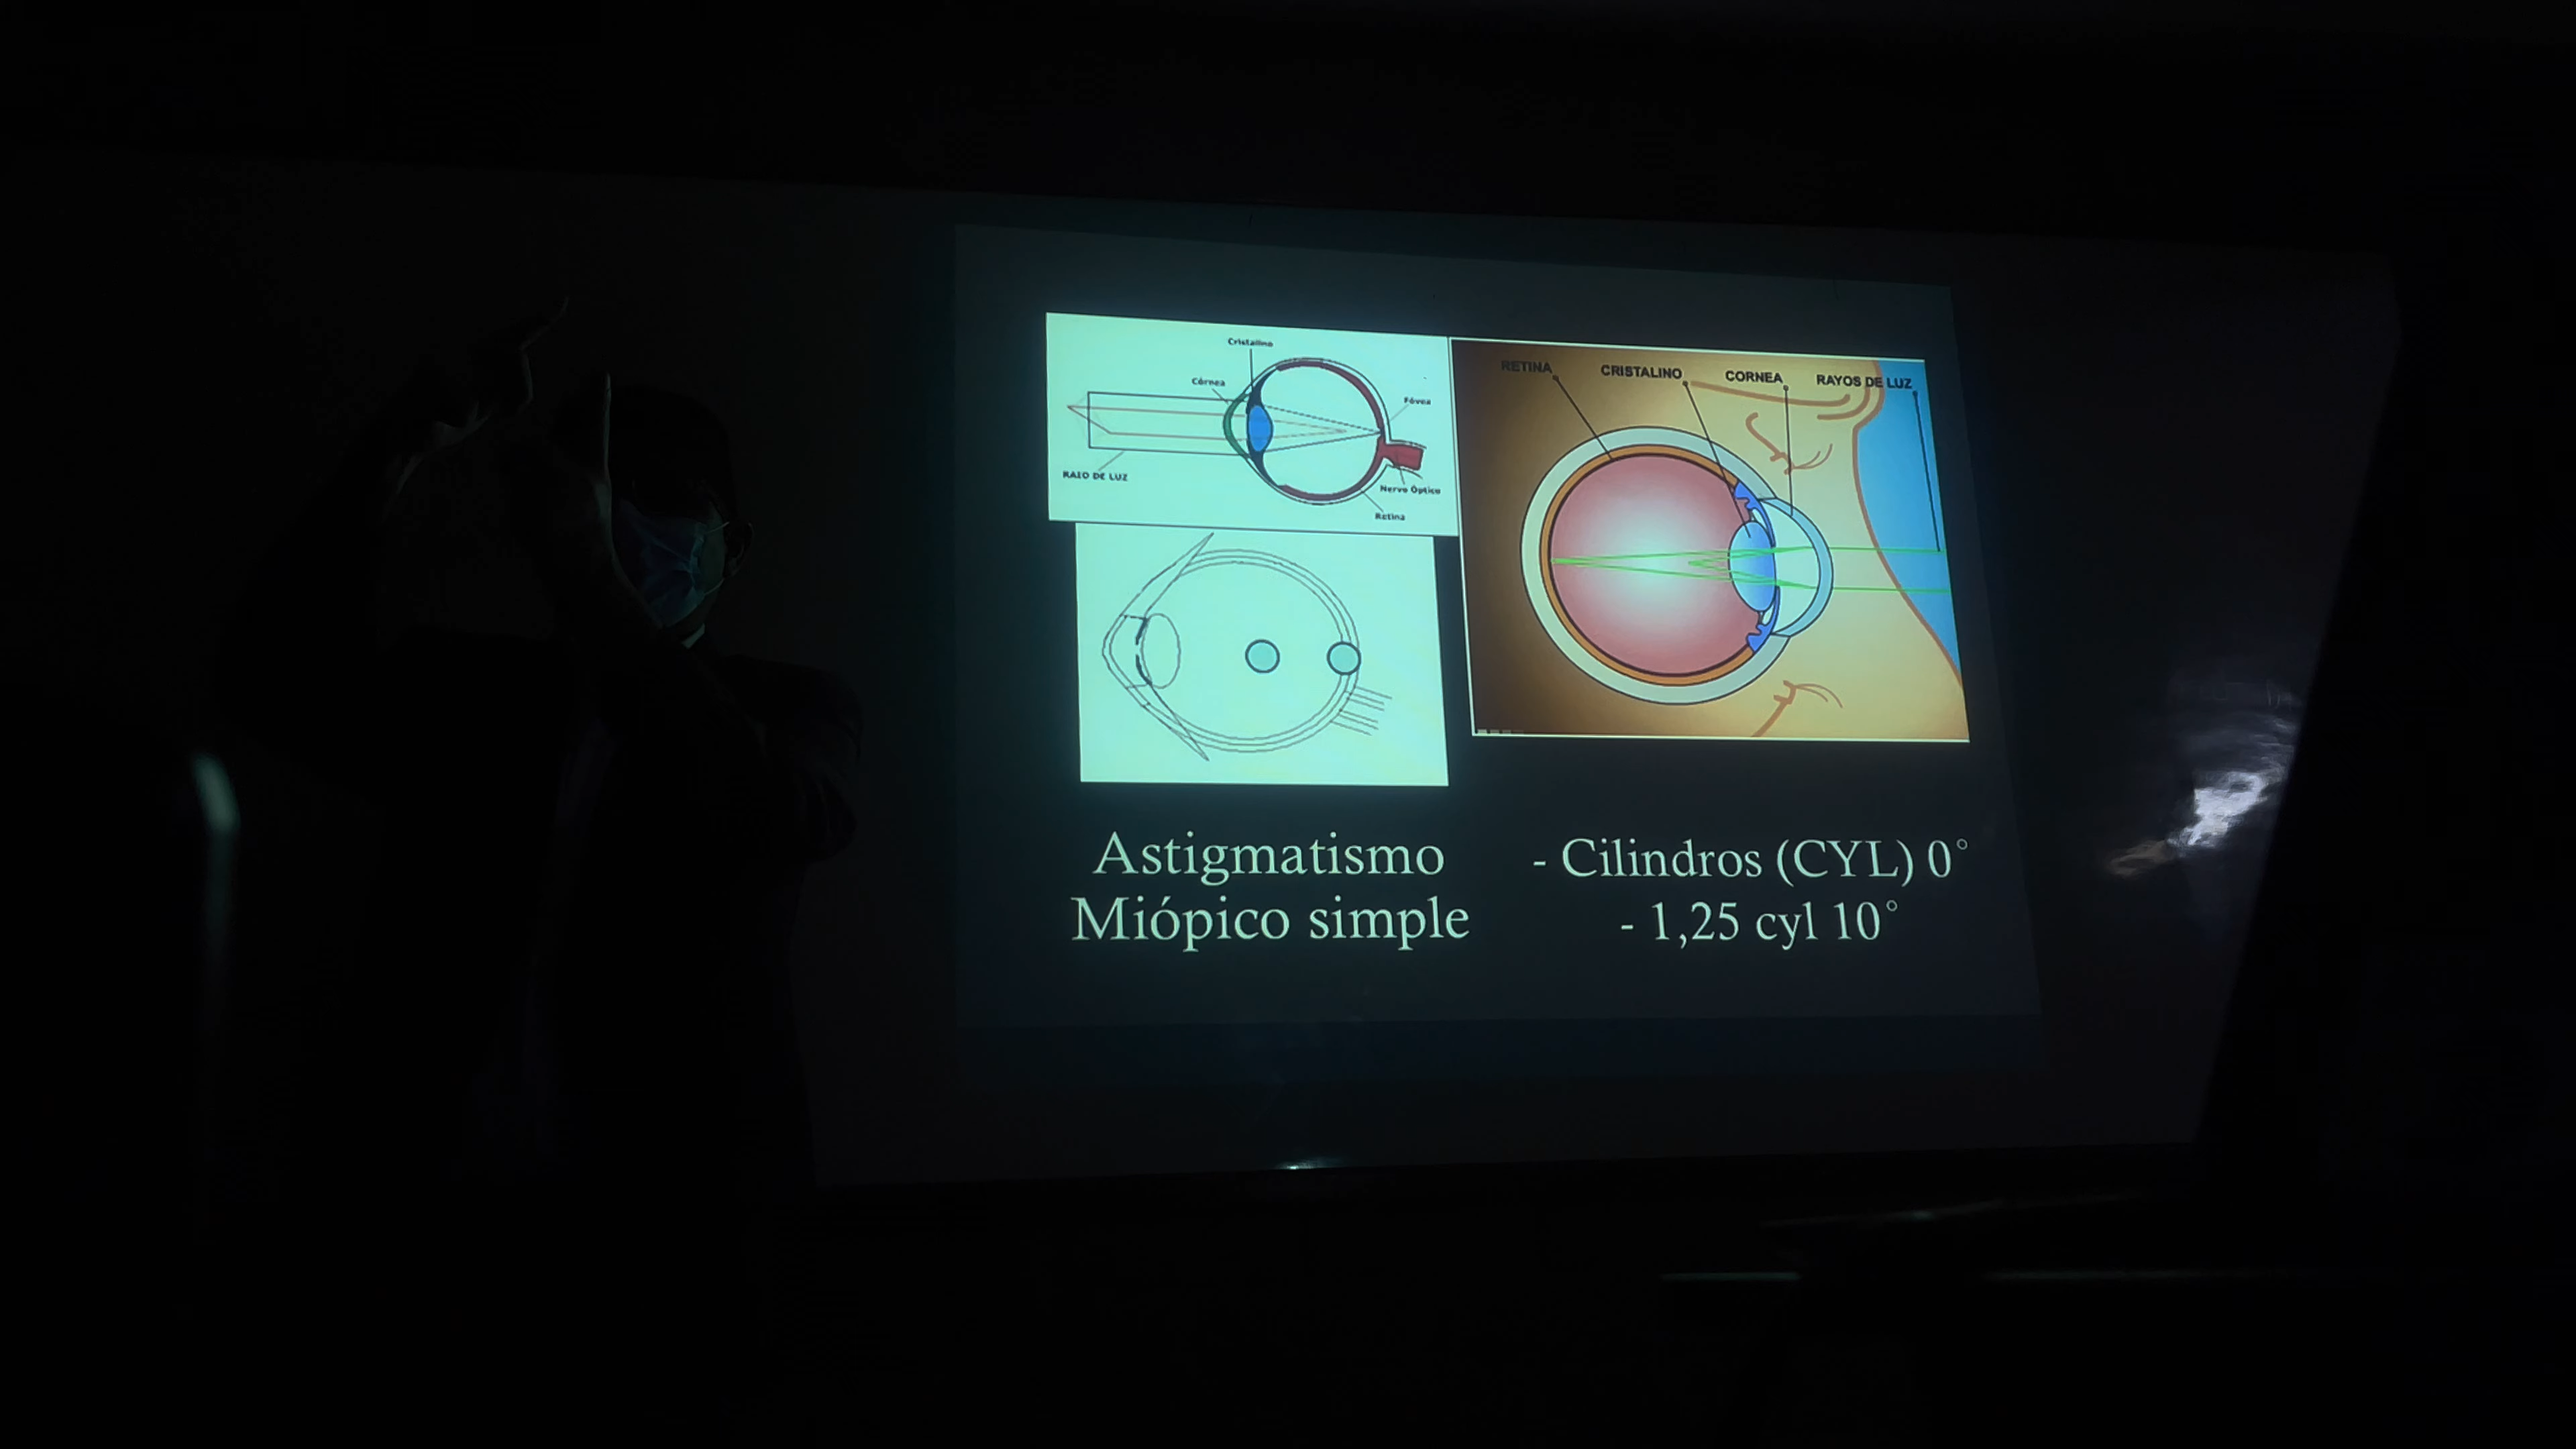 Cristalino
Córnea
Fóvea
RAIO DE LUZ
Nervo Óptico
Retina
RETINA
CRISTALINO
CORNEA
RAYOS DE LUZ
Astigmatismo
Miópico simple
- Cilindros (CYL) 0°
- 1,25 cyl 10°